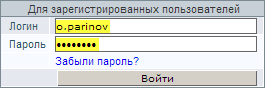 Для зарегистрированных пользователей
Логин o.parinov
Пароль ••••••••
Забыли пароль?
Войти